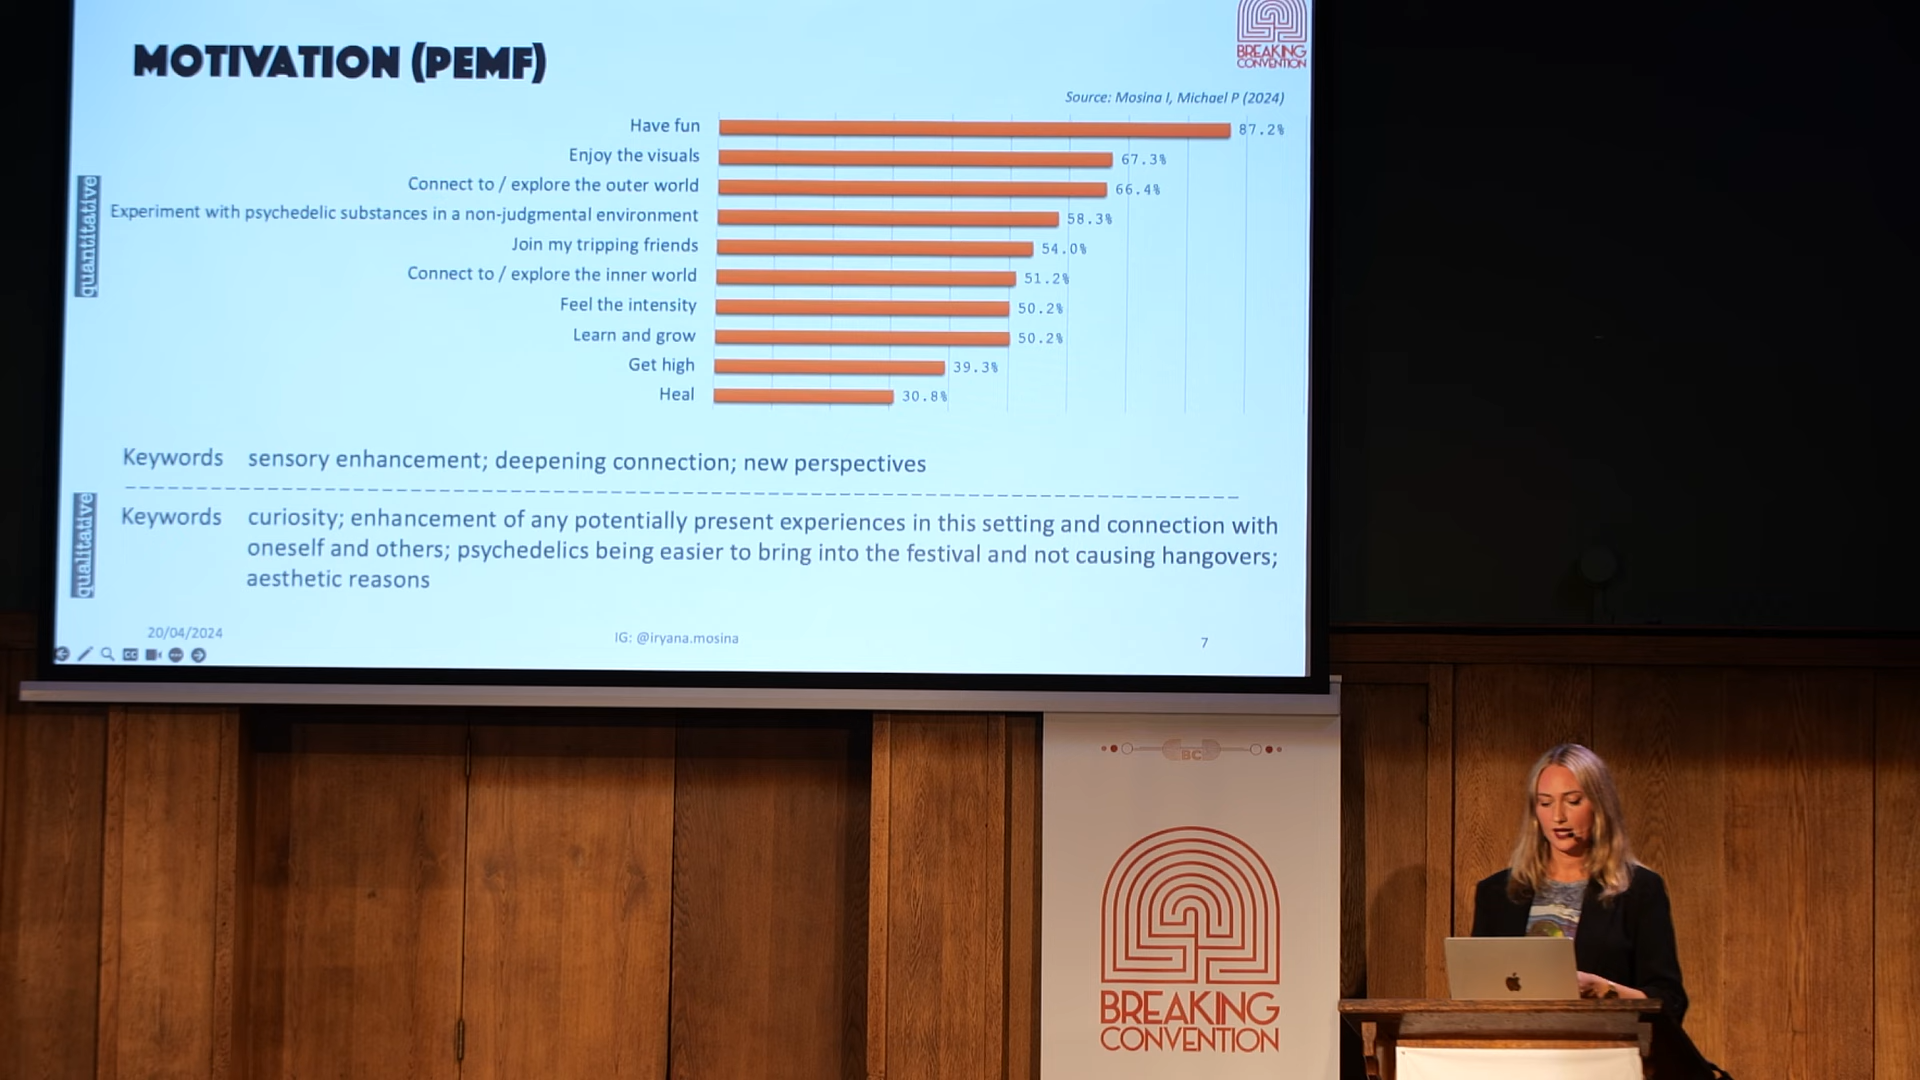 MOTIVATION (PEMF)
BREAKING
CONVENTION
Source: Mosina I, Michael P (2024)
quantitative
Have fun 87.2%
Enjoy the visuals 67.3%
Connect to / explore the outer world 66.4%
Experiment with psychedelic substances in a non-judgmental environment 58.3%
Join my tripping friends 54.0%
Connect to / explore the inner world 51.2%
Feel the intensity 50.2%
Learn and grow 50.2%
Get high 39.3%
Heal 30.8%
Keywords sensory enhancement; deepening connection; new perspectives
qualitative
Keywords curiosity; enhancement of any potentially present experiences in this setting and connection with
oneself and others; psychedelics being easier to bring into the festival and not causing hangovers;
aesthetic reasons
20/04/2024
IG: @iryana.mosina
7
CC
BC
BREAKING
CONVENTION